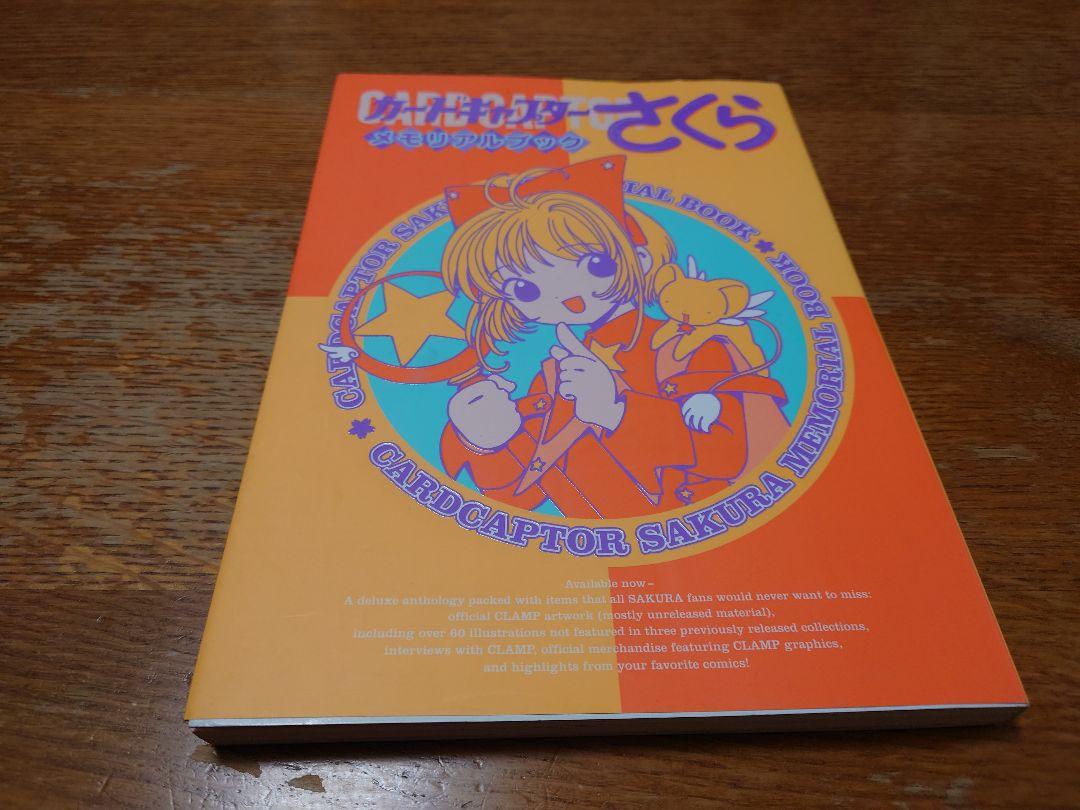 CARD CAPTOR
カードキャプターさくら
メモリアルブック
CARDCAPTOR SAKURA MEMORIAL BOOK
CARDCAPTOR SAKURA MEMORIAL BOOK
Available now–
A deluxe anthology packed with items that all SAKURA fans would never want to miss:
official CLAMP artwork (mostly unreleased material),
including over 60 illustrations not featured in three previously released collections,
interviews with CLAMP, official merchandise featuring CLAMP graphics,
and highlights from your favorite comics!